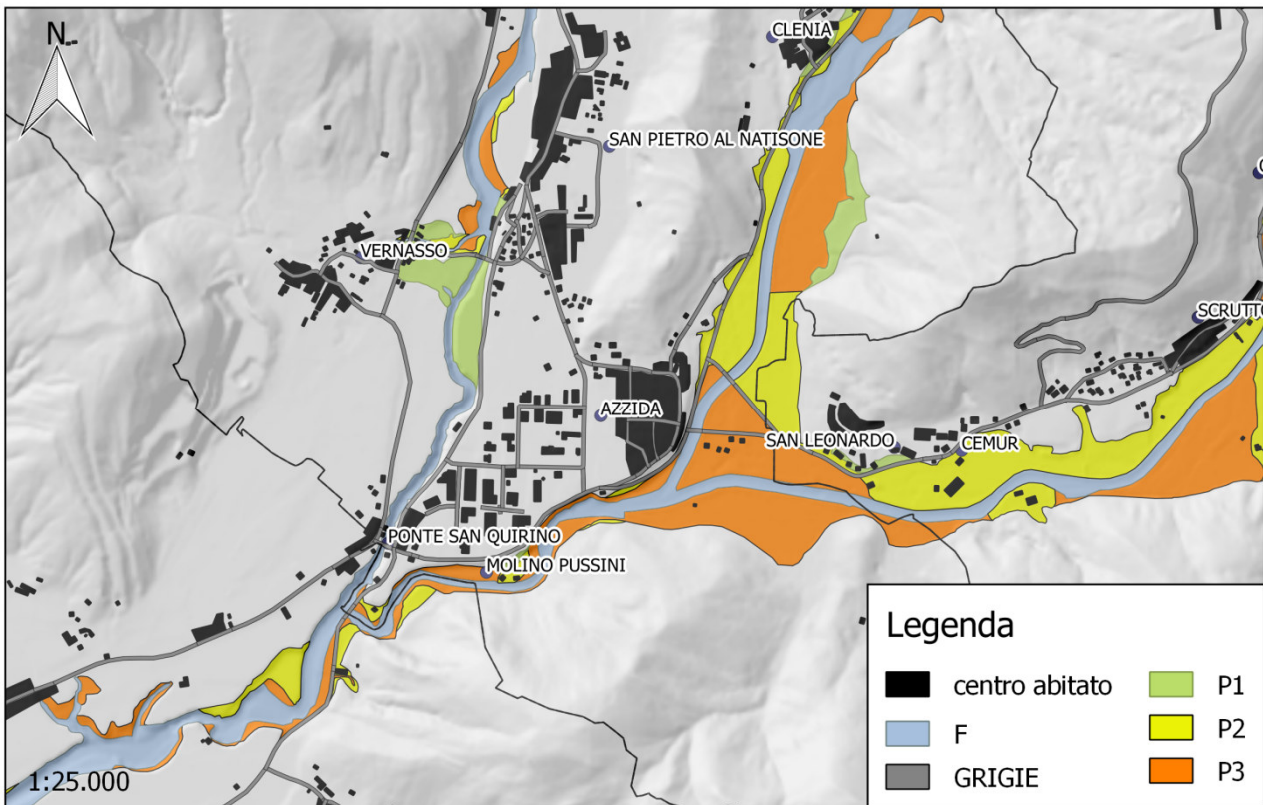 N
CLENIA
SAN PIETRO AL NATISONE
VERNASSO
SCRUTTO
AZZIDA
SAN LEONARDO
CEMUR
PONTE SAN QUIRINO
MOLINO PUSSINI
Legenda
centro abitato
P1
F
P2
GRIGIE
P3
1:25.000